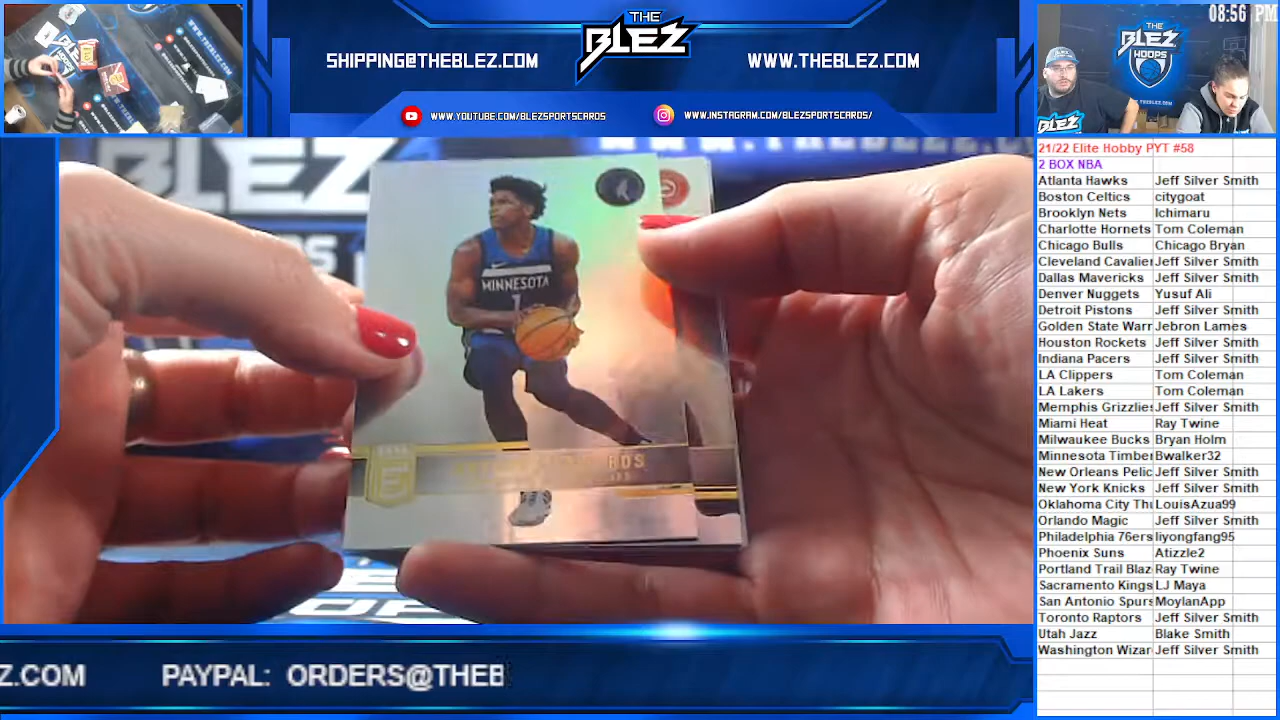 08:56 PM
THE
BLEZ
SHIPPING@THEBLEZ.COM
WWW.THEBLEZ.COM
WWW.YOUTUBE.COM/BLEZSPORTSCARDS
WWW.INSTAGRAM.COM/BLEZSPORTSCARDS/
THE
BLEZ
HOOPS
BLEZ
MINNESOTA
1
21/22 Elite Hobby PYT #58
2 BOX NBA
Atlanta Hawks Jeff Silver Smith
Boston Celtics citygoat
Brooklyn Nets Ichimaru
Charlotte Hornets Tom Coleman
Chicago Bulls Chicago Bryan
Cleveland Cavalier Jeff Silver Smith
Dallas Mavericks Jeff Silver Smith
Denver Nuggets Yusuf Ali
Detroit Pistons Jeff Silver Smith
Golden State Warr Jebron Lames
Houston Rockets Jeff Silver Smith
Indiana Pacers Jeff Silver Smith
LA Clippers Tom Coleman
LA Lakers Tom Coleman
Memphis Grizzlies Jeff Silver Smith
Miami Heat Ray Twine
Milwaukee Bucks Bryan Holm
Minnesota Timber Bwalker32
New Orleans Pelic Jeff Silver Smith
New York Knicks Jeff Silver Smith
Oklahoma City Thu LouisAzua99
Orlando Magic Jeff Silver Smith
Philadelphia 76ers liyongfang95
Phoenix Suns Atizzle2
Portland Trail Blaz Ray Twine
Sacramento Kings LJ Maya
San Antonio Spurs MoylanApp
Toronto Raptors Jeff Silver Smith
Utah Jazz Blake Smith
Washington Wizar Jeff Silver Smith
Z.COM PAYPAL: ORDERS@THEB